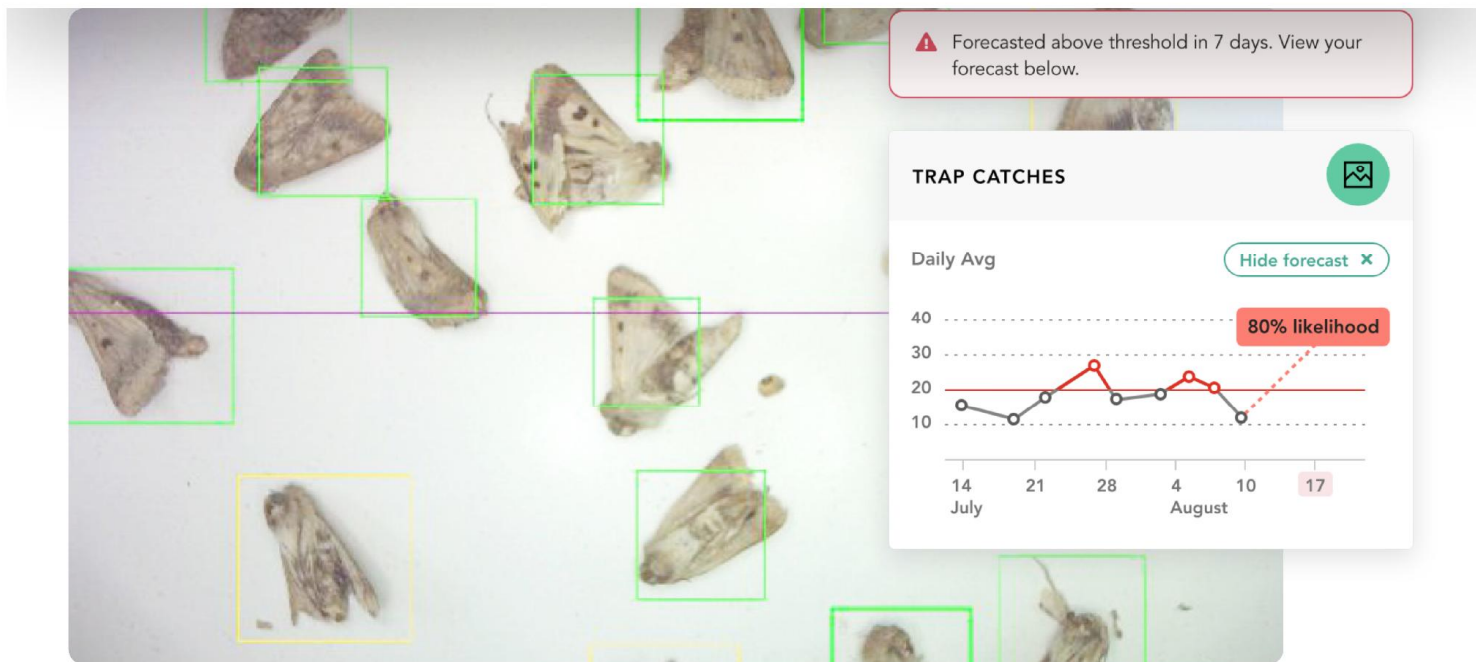 Forecasted above threshold in 7 days. View your
forecast below.
TRAP CATCHES
Daily Avg
Hide forecast ×
40
80% likelihood
30
20
10
14 21 28 4 10 17
July August